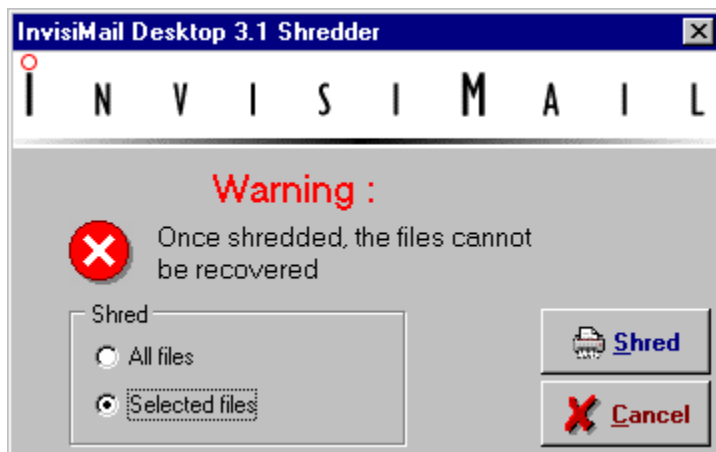 InvisiMail Desktop 3.1 Shredder
INVISIMAIL
Warning :
Once shredded, the files cannot
be recovered
Shred
All files
Selected files
Shred
Cancel